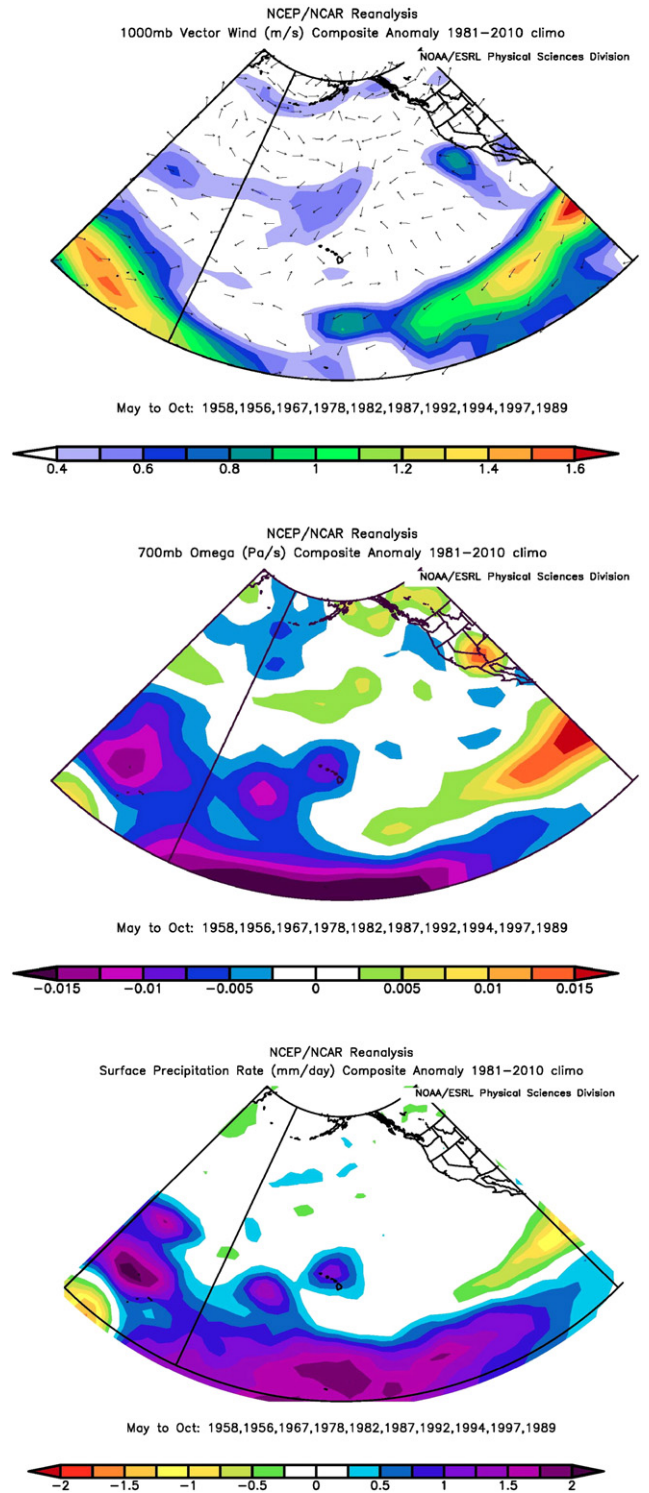 NCEP/NCAR Reanalysis
1000mb Vector Wind (m/s) Composite Anomaly 1981-2010 climo
NOAA/ESRL Physical Sciences Division
May to Oct: 1958,1956,1967,1978,1982,1987,1992,1994,1997,1989
0.4 0.6 0.8 1 1.2 1.4 1.6
NCEP/NCAR Reanalysis
700mb Omega (Pa/s) Composite Anomaly 1981-2010 climo
NOAA/ESRL Physical Sciences Division
May to Oct: 1958,1956,1967,1978,1982,1987,1992,1994,1997,1989
-0.015 -0.01 -0.005 0 0.005 0.01 0.015
NCEP/NCAR Reanalysis
Surface Precipitation Rate (mm/day) Composite Anomaly 1981-2010 climo
NOAA/ESRL Physical Sciences Division
May to Oct: 1958,1956,1967,1978,1982,1987,1992,1994,1997,1989
-2 -1.5 -1 -0.5 0 0.5 1 1.5 2